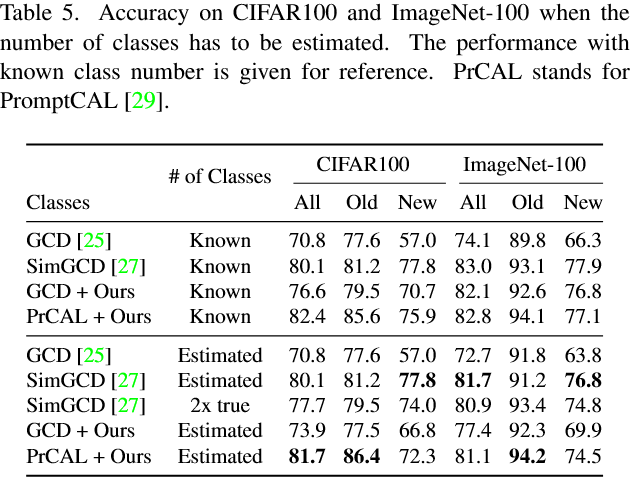 Table 5. Accuracy on CIFAR100 and ImageNet-100 when the
number of classes has to be estimated. The performance with
known class number is given for reference. PrCAL stands for
PromptCAL [29].
Classes # of Classes CIFAR100 ImageNet-100
All Old New All Old New
GCD [25] Known 70.8 77.6 57.0 74.1 89.8 66.3
SimGCD [27] Known 80.1 81.2 77.8 83.0 93.1 77.9
GCD + Ours Known 76.6 79.5 70.7 82.1 92.6 76.8
PrCAL + Ours Known 82.4 85.6 75.9 82.8 94.1 77.1
GCD [25] Estimated 70.8 77.6 57.0 72.7 91.8 63.8
SimGCD [27] Estimated 80.1 81.2 77.8 81.7 91.2 76.8
SimGCD [27] 2x true 77.7 79.5 74.0 80.9 93.4 74.8
GCD + Ours Estimated 73.9 77.5 66.8 77.4 92.3 69.9
PrCAL + Ours Estimated 81.7 86.4 72.3 81.1 94.2 74.5